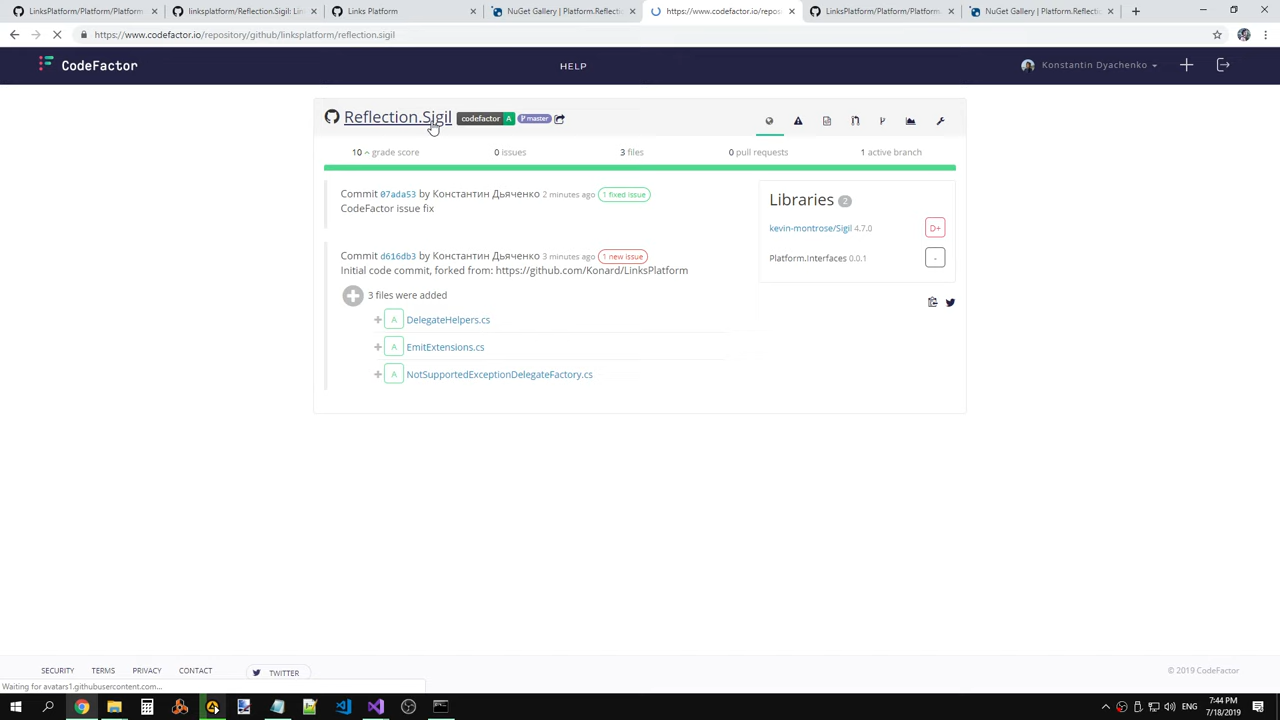 LinksPlatform/Platform/Platform.
linksplatform/Reflection.Sigil: Link
Links Platform
NuGet Gallery | Platform.Reflecti
https://www.codefactor.io/repos
LinksPlatform/Platform/Platform.
NuGet Gallery | Platform.Reflecti
https://www.codefactor.io/repository/github/linksplatform/reflection.sigil
CodeFactor
HELP
Konstantin Dyachenko
Reflection.Sigil codefactor A master
10 grade score 0 issues 3 files 0 pull requests 1 active branch
Commit 07ada53 by Константин Дьяченко 2 minutes ago 1 fixed issue
CodeFactor issue fix
Commit d616db3 by Константин Дьяченко 3 minutes ago 1 new issue
Initial code commit, forked from: https://github.com/Konard/LinksPlatform
3 files were added
A DelegateHelpers.cs
A EmitExtensions.cs
A NotSupportedExceptionDelegateFactory.cs
Libraries 2
kevin-montrose/Sigil 4.7.0 D+
Platform.Interfaces 0.0.1 -
SECURITY TERMS PRIVACY CONTACT TWITTER
© 2019 CodeFactor
Waiting for avatars1.githubusercontent.com...
ENG
7:44 PM
7/18/2019